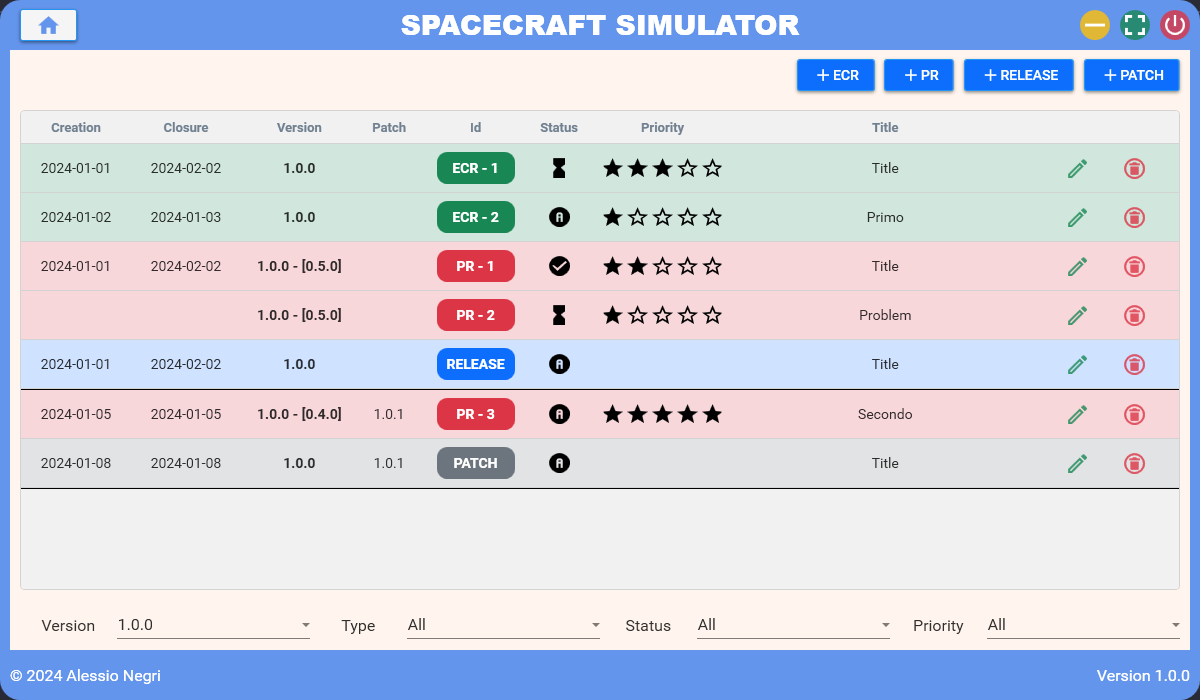 SPACECRAFT SIMULATOR
+ ECR + PR + RELEASE + PATCH
Creation Closure Version Patch Id Status Priority Title
2024-01-01 2024-02-02 1.0.0 ECR - 1 Title
2024-01-02 2024-01-03 1.0.0 ECR - 2 A Primo
2024-01-01 2024-02-02 1.0.0 - [0.5.0] PR - 1 Title
1.0.0 - [0.5.0] PR - 2 Problem
2024-01-01 2024-02-02 1.0.0 RELEASE A Title
2024-01-05 2024-01-05 1.0.0 - [0.4.0] 1.0.1 PR - 3 A Secondo
2024-01-08 2024-01-08 1.0.0 1.0.1 PATCH A Title
Version 1.0.0 Type All Status All Priority All
© 2024 Alessio Negri Version 1.0.0